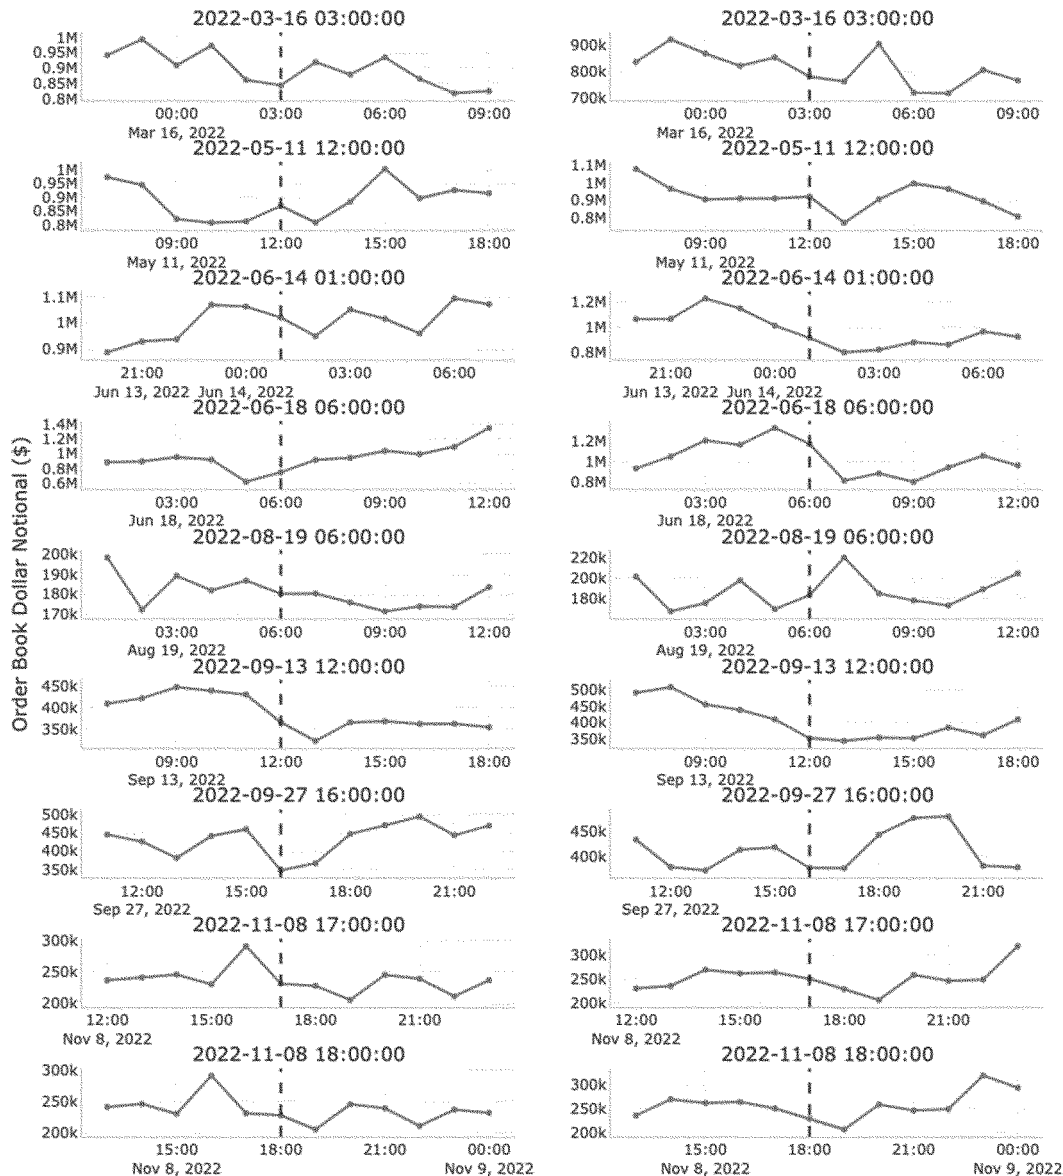 2022-03-16 03:00:00
1M
0.95M
0.9M
0.85M
0.8M
00:00 03:00 06:00 09:00
Mar 16, 2022
2022-03-16 03:00:00
900k
800k
700k
00:00 03:00 06:00 09:00
Mar 16, 2022
2022-05-11 12:00:00
1M
0.95M
0.9M
0.85M
0.8M
09:00 12:00 15:00 18:00
May 11, 2022
2022-05-11 12:00:00
1.1M
1M
0.9M
0.8M
09:00 12:00 15:00 18:00
May 11, 2022
2022-06-14 01:00:00
1.1M
1M
0.9M
21:00 00:00 03:00 06:00
Jun 13, 2022 Jun 14, 2022
2022-06-14 01:00:00
1.2M
1M
0.8M
21:00 00:00 03:00 06:00
Jun 13, 2022 Jun 14, 2022
Order Book Dollar Notional ($)
2022-06-18 06:00:00
1.4M
1.2M
1M
0.8M
0.6M
03:00 06:00 09:00 12:00
Jun 18, 2022
2022-06-18 06:00:00
1.2M
1M
0.8M
03:00 06:00 09:00 12:00
Jun 18, 2022
2022-08-19 06:00:00
200k
190k
180k
170k
03:00 06:00 09:00 12:00
Aug 19, 2022
2022-08-19 06:00:00
220k
200k
180k
03:00 06:00 09:00 12:00
Aug 19, 2022
2022-09-13 12:00:00
450k
400k
350k
09:00 12:00 15:00 18:00
Sep 13, 2022
2022-09-13 12:00:00
500k
450k
400k
350k
09:00 12:00 15:00 18:00
Sep 13, 2022
2022-09-27 16:00:00
500k
450k
400k
350k
12:00 15:00 18:00 21:00
Sep 27, 2022
2022-09-27 16:00:00
450k
400k
12:00 15:00 18:00 21:00
Sep 27, 2022
2022-11-08 17:00:00
300k
250k
200k
12:00 15:00 18:00 21:00
Nov 8, 2022
2022-11-08 17:00:00
300k
250k
200k
12:00 15:00 18:00 21:00
Nov 8, 2022
2022-11-08 18:00:00
300k
250k
200k
15:00 18:00 21:00 00:00
Nov 8, 2022 Nov 9, 2022
2022-11-08 18:00:00
300k
250k
200k
15:00 18:00 21:00 00:00
Nov 8, 2022 Nov 9, 2022